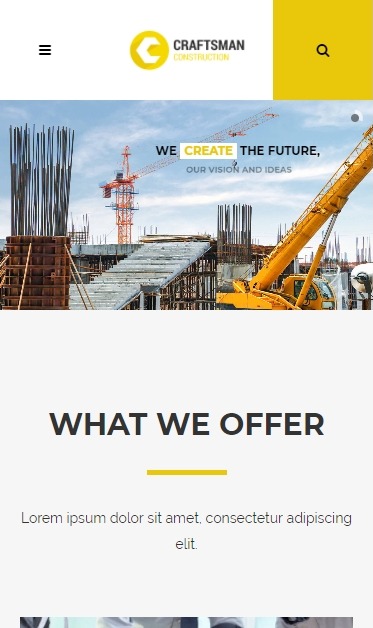 CRAFTSMAN
CONSTRUCTION
WE CREATE THE FUTURE,
OUR VISION AND IDEAS
WHAT WE OFFER
Lorem ipsum dolor sit amet, consectetur adipiscing
elit.